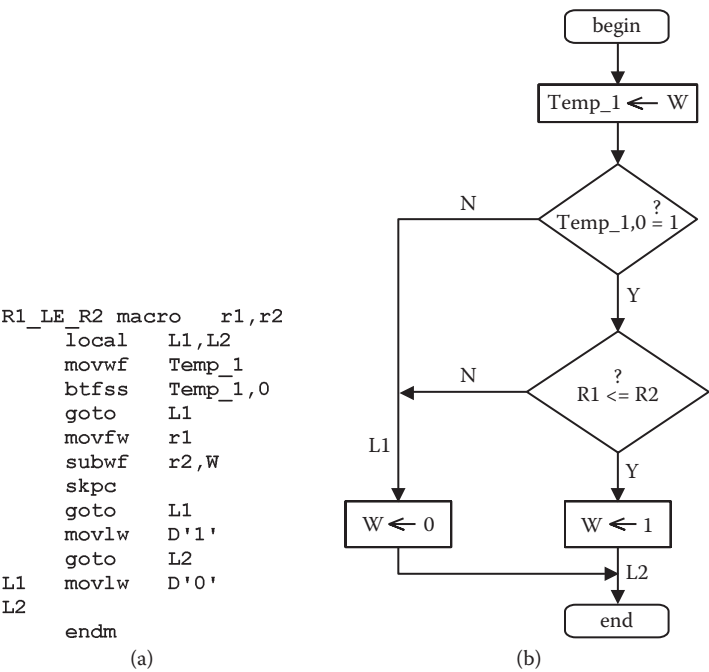 R1_LE_R2 macro r1,r2
local L1,L2
movwf Temp_1
btfss Temp_1,0
goto L1
movfw r1
subwf r2,W
skpc
goto L1
movlw D'1'
goto L2
L1 movlw D'0'
L2
endm
(a)
begin
Temp_1 ← W
N
?
Temp_1,0 = 1
Y
N
?
R1 <= R2
L1
Y
W ← 0
W ← 1
L2
end
(b)